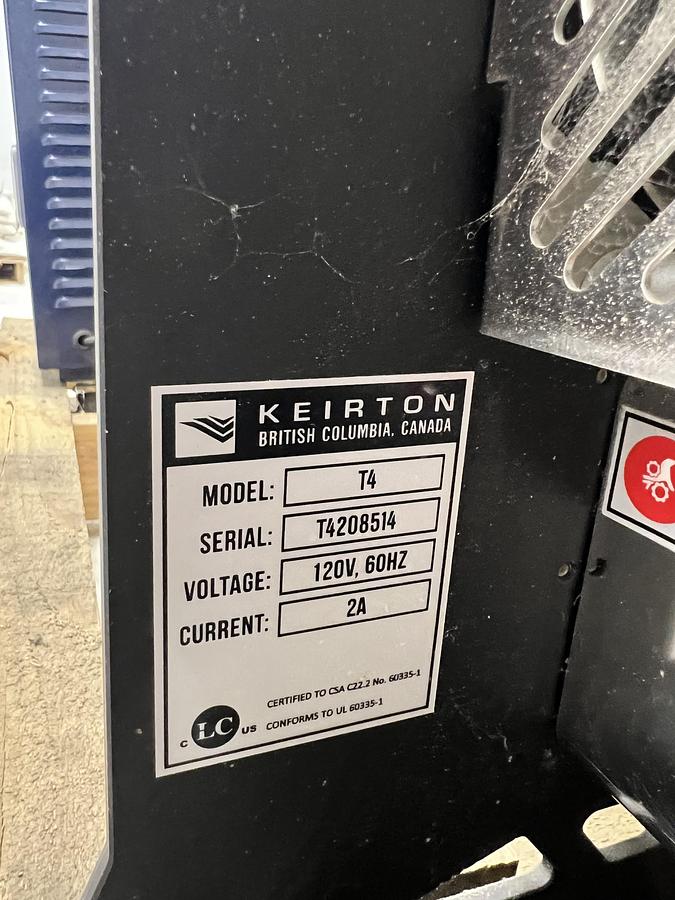 KEIRTON
BRITISH COLUMBIA, CANADA
MODEL: T4
SERIAL: T4208514
VOLTAGE: 120V, 60HZ
CURRENT: 2A
CERTIFIED TO CSA C22.2 No. 60335-1
C LC US CONFORMS TO UL 60335-1